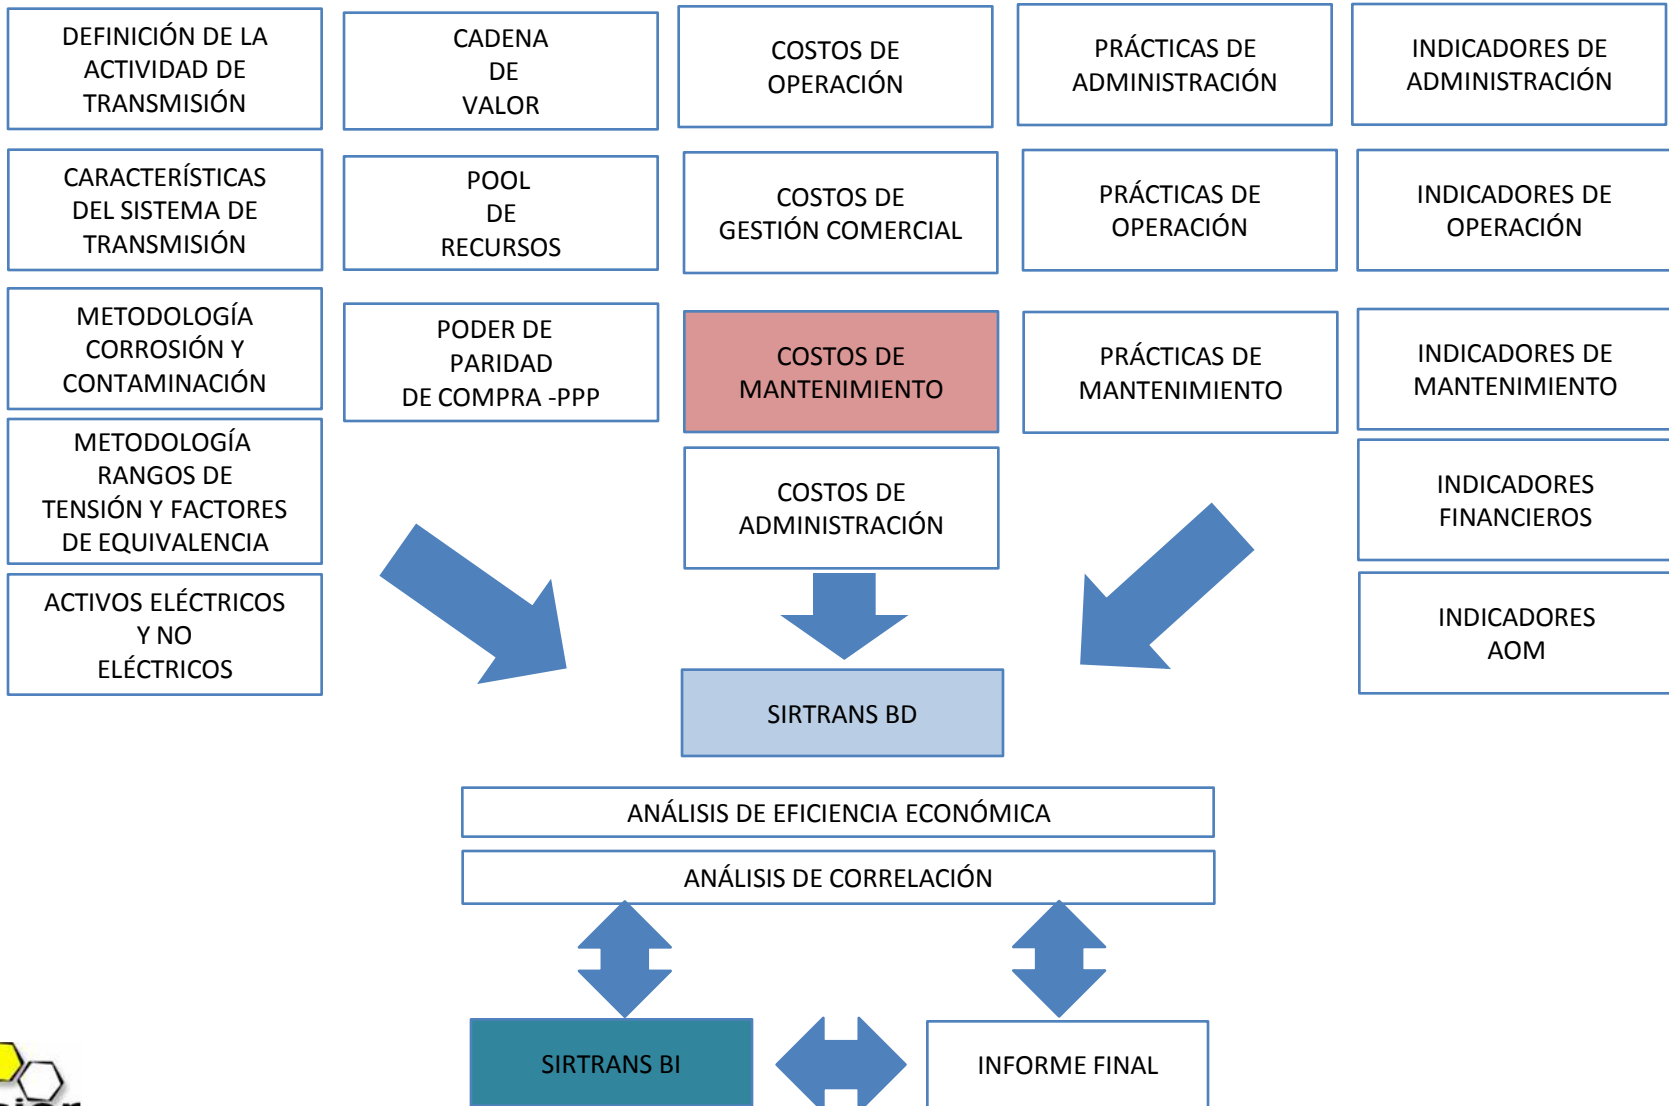 DEFINICIÓN DE LA
ACTIVIDAD DE
TRANSMISIÓN
CADENA
DE
VALOR
COSTOS DE
OPERACIÓN
PRÁCTICAS DE
ADMINISTRACIÓN
INDICADORES DE
ADMINISTRACIÓN
CARACTERÍSTICAS
DEL SISTEMA DE
TRANSMISIÓN
POOL
DE
RECURSOS
COSTOS DE
GESTIÓN COMERCIAL
PRÁCTICAS DE
OPERACIÓN
INDICADORES DE
OPERACIÓN
METODOLOGÍA
CORROSIÓN Y
CONTAMINACIÓN
PODER DE
PARIDAD
DE COMPRA -PPP
COSTOS DE
MANTENIMIENTO
PRÁCTICAS DE
MANTENIMIENTO
INDICADORES DE
MANTENIMIENTO
METODOLOGÍA
RANGOS DE
TENSIÓN Y FACTORES
DE EQUIVALENCIA
COSTOS DE
ADMINISTRACIÓN
INDICADORES
FINANCIEROS
ACTIVOS ELÉCTRICOS
Y NO
ELÉCTRICOS
INDICADORES
AOM
SIRTRANS BD
ANÁLISIS DE EFICIENCIA ECONÓMICA
ANÁLISIS DE CORRELACIÓN
SIRTRANS BI
INFORME FINAL